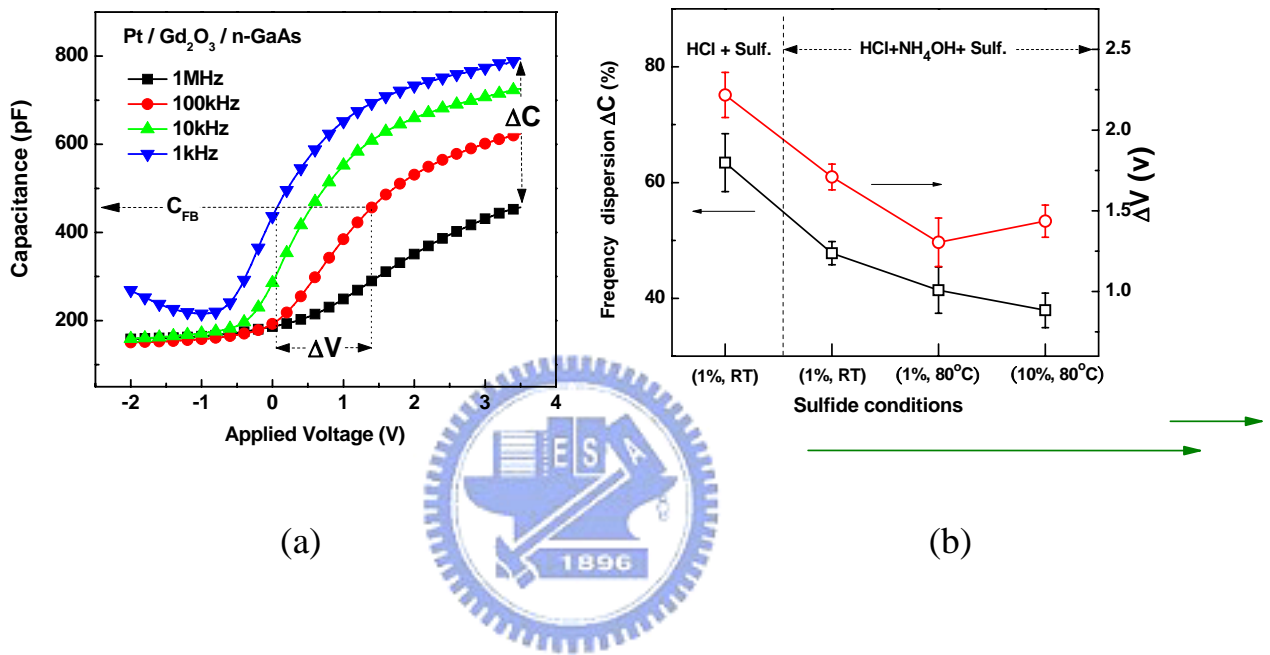 Pt / Gd2O3 / n-GaAs
1MHz
100kHz
10kHz
1kHz
ΔC
CFB
ΔV
800
600
400
200
-2 -1 0 1 2 3 4
Capacitance (pF)
Applied Voltage (V)
(a)
HCl + Sulf.
HCl+NH4OH+ Sulf.
80
60
40
2.5
2.0
1.5
1.0
Freqency dispersion ΔC (%)
ΔV (v)
(1%, RT) (1%, RT) (1%, 80°C) (10%, 80°C)
Sulfide conditions
(b)
E S A
1896